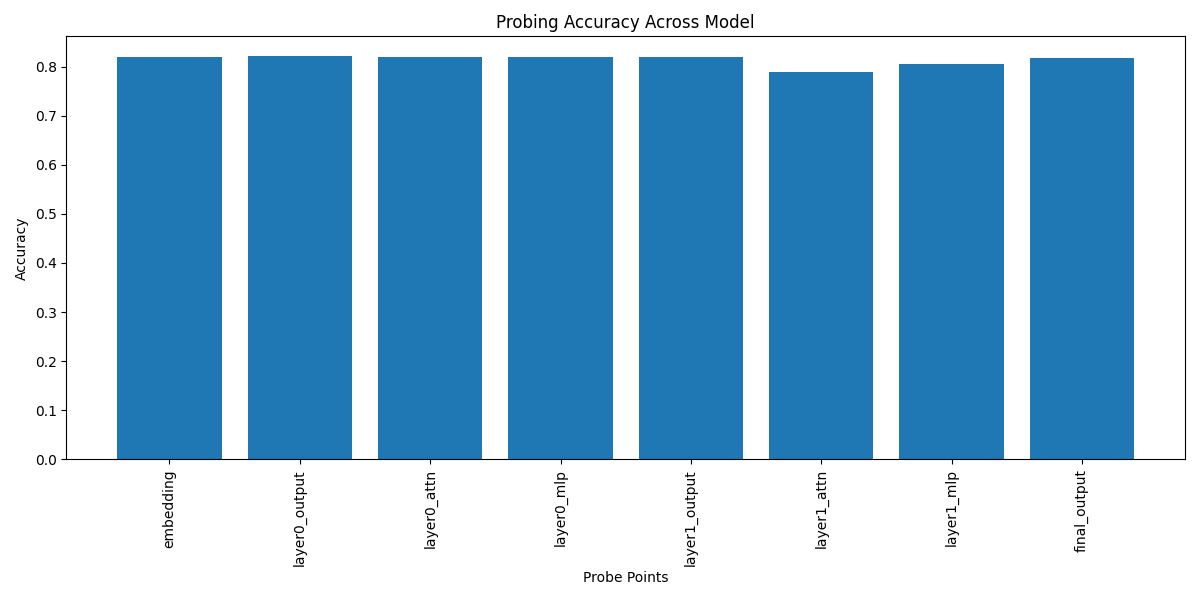 Probing Accuracy Across Model
Accuracy
0.8
0.7
0.6
0.5
0.4
0.3
0.2
0.1
0.0
embedding
layer0_output
layer0_attn
layer0_mlp
layer1_output
layer1_attn
layer1_mlp
final_output
Probe Points